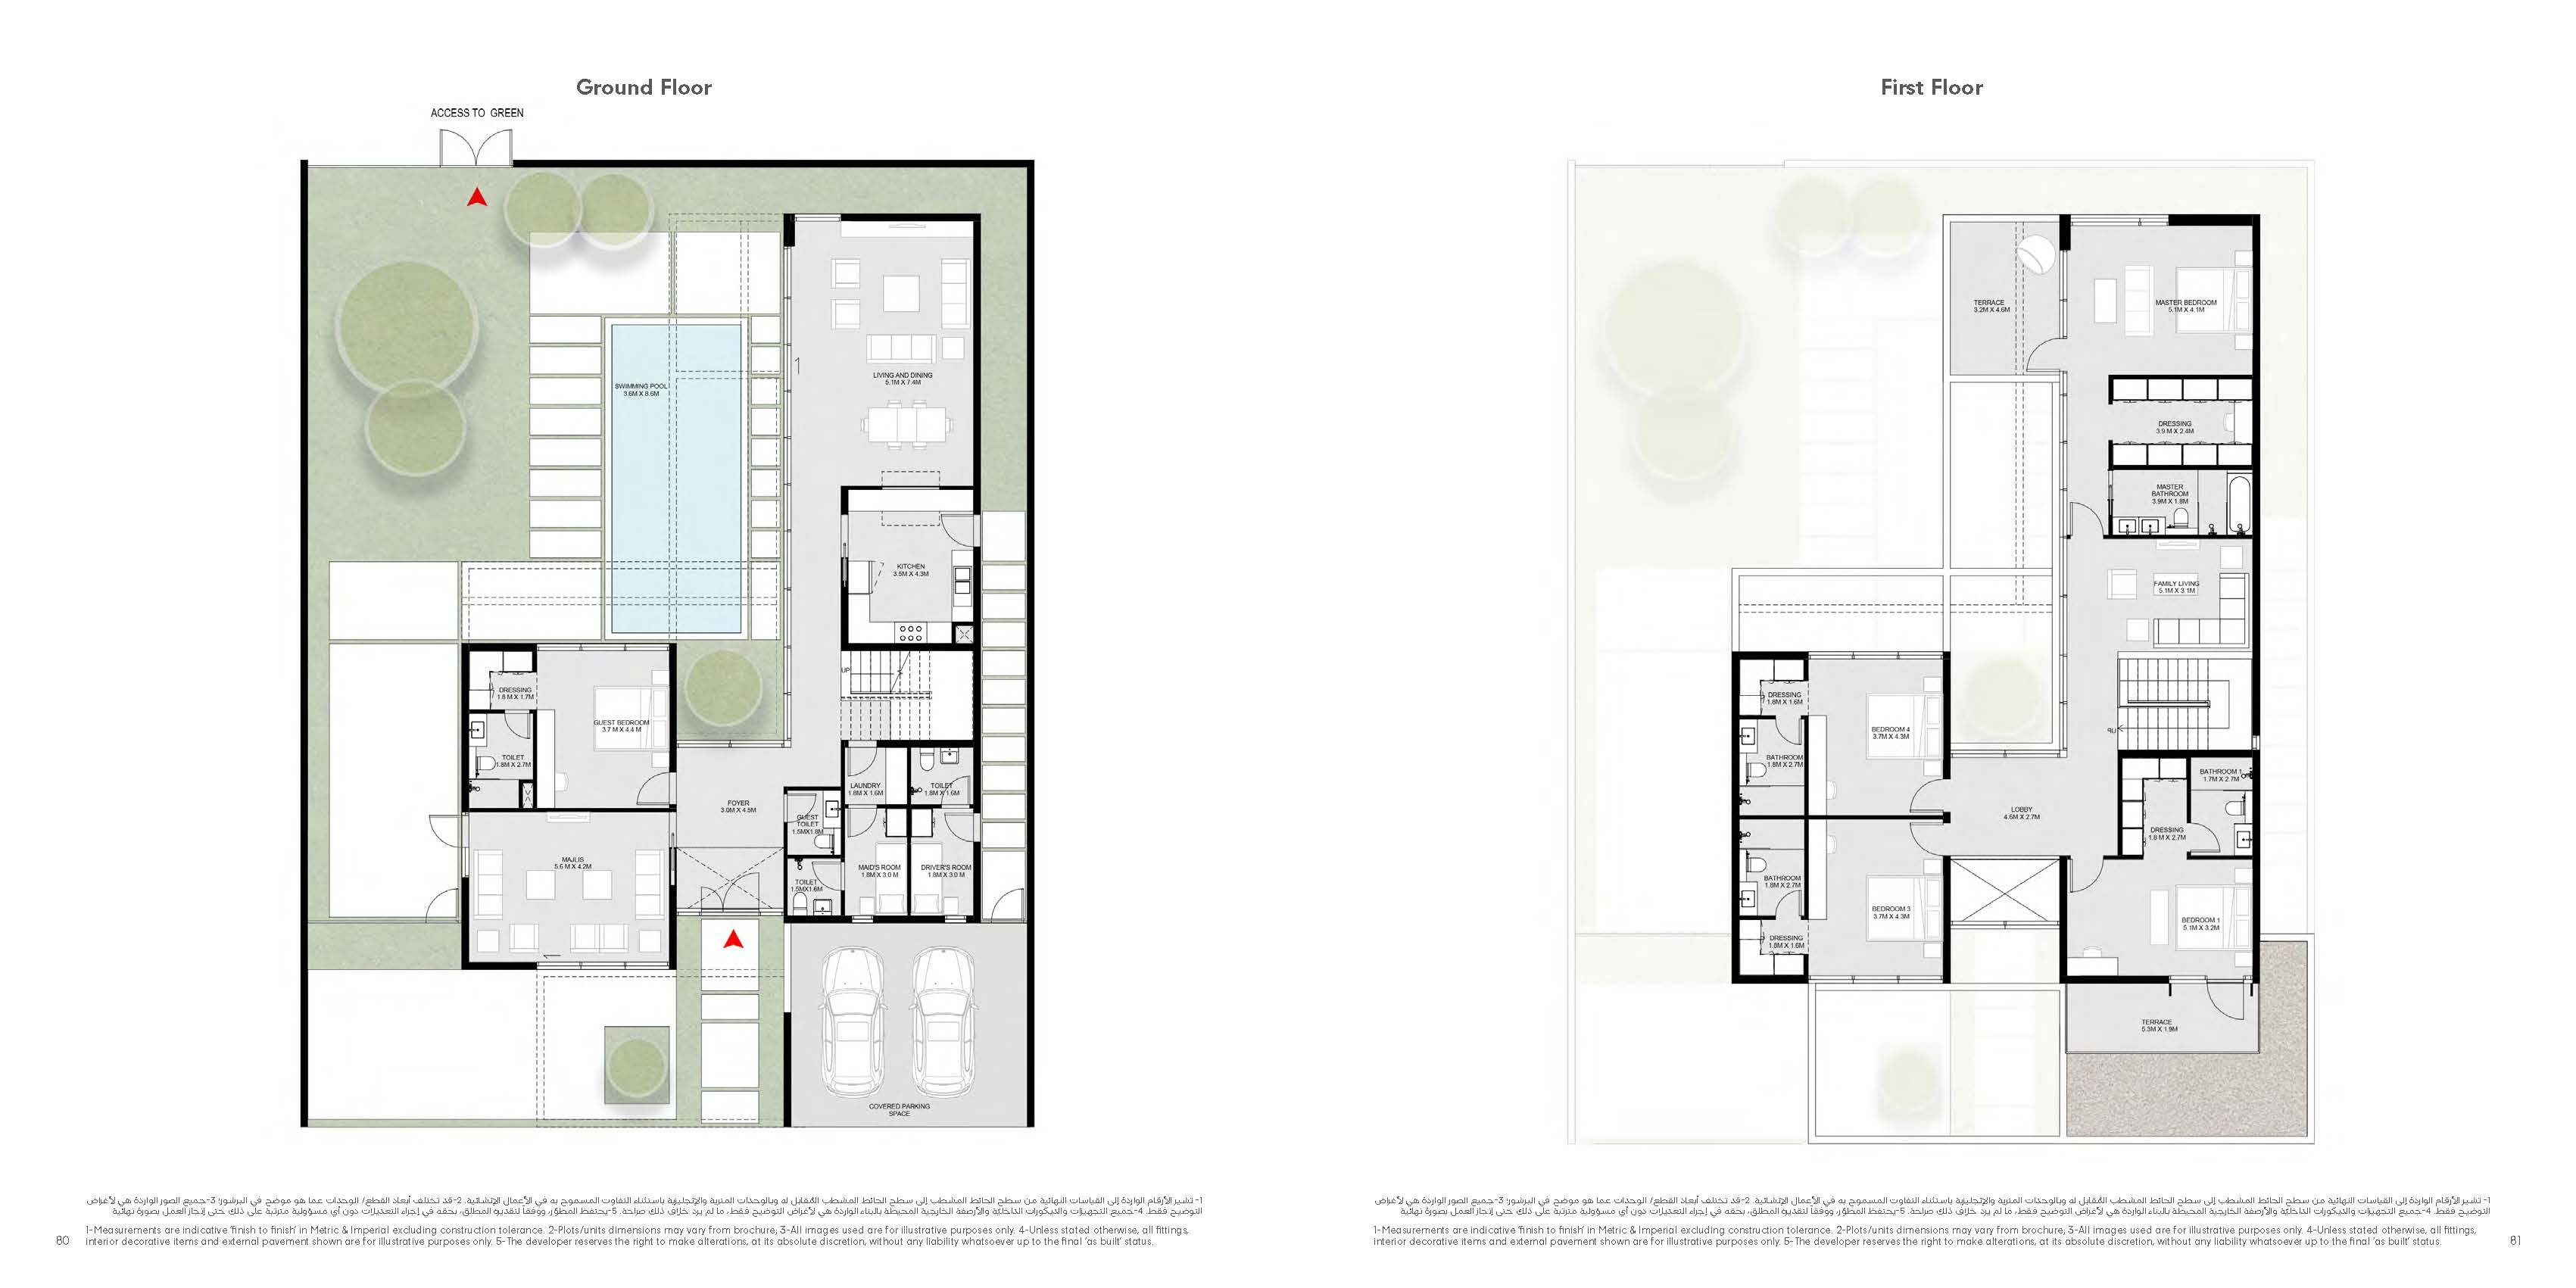 Ground Floor
ACCESS TO GREEN
SWIMMING POOL
3.6M X 8.6M
LIVING AND DINING
5.1M X 7.4M
KITCHEN
3.5M X 4.3M
UP
DRESSING
1.8 M X 1.7M
GUEST BEDROOM
3.7 M X 4.4 M
TOILET
1.8M X 2.7M
LAUNDRY
1.8M X 1.6M
TOILET
1.8M X 1.6M
FOYER
3.0M X 4.5M
GUEST
TOILET
1.5MX1.8M
MAJLIS
5.6 M X 4.2M
MAID'S ROOM
1.8M X 3.0 M
DRIVER'S ROOM
1.8M X 3.0 M
TOILET
1.5MX1.6M
COVERED PARKING
SPACE
1- تشير الأرقام الواردة إلى القياسات النهائية من سطح الحائط المشطب إلى سطح الحائط المشطب المقابل له وبالوحدات المترية والإنجليزية باستثناء التفاوت المسموح به في الأعمال الإنشائية. 2-قد تختلف أبعاد القطع/ الوحدات عما هو موضح في البرشور؛ 3-جميع الصور الواردة هي لأغراض
التوضيح فقط. 4-جميع التجهيزات والديكورات الداخلية والأرصفة الخارجية المحيطة بالبناء الواردة هي لأغراض التوضيح فقط، ما لم يرد خلاف ذلك صراحة. 5-يحتفظ المطوّر، ووفقاً لتقديره المطلق، بحقه في إجراء التعديلات دون أي مسؤولية مترتبة على ذلك حتى إنجاز العمل بصورة نهائية
1-Measurements are indicative 'finish to finish' in Metric & Imperial excluding construction tolerance. 2-Plots/units dimensions may vary from brochure; 3-All images used are for illustrative purposes only. 4-Unless stated otherwise, all fittings,
interior decorative items and external pavement shown are for illustrative purposes only. 5-The developer reserves the right to make alterations, at its absolute discretion, without any liability whatsoever up to the final 'as built' status.
80
First Floor
TERRACE
3.2M X 4.6M
MASTER BEDROOM
5.1M X 4.1M
DRESSING
3.9 M X 2.4M
MASTER
BATHROOM
3.9M X 1.8M
FAMILY LIVING
5.1M X 3.1M
DRESSING
1.8M X 1.6M
BEDROOM 4
3.7M X 4.3M
UP
BATHROOM
1.8M X 2.7M
BATHROOM 1
1.7M X 2.7M
LOBBY
4.6M X 2.7M
DRESSING
1.8 M X 2.7M
BATHROOM
1.8M X 2.7M
BEDROOM 3
3.7M X 4.3M
BEDROOM 1
5.1M X 3.2M
DRESSING
1.8M X 1.6M
TERRACE
5.3M X 1.9M
1- تشير الأرقام الواردة إلى القياسات النهائية من سطح الحائط المشطب إلى سطح الحائط المشطب المقابل له وبالوحدات المترية والإنجليزية باستثناء التفاوت المسموح به في الأعمال الإنشائية. 2-قد تختلف أبعاد القطع/ الوحدات عما هو موضح في البرشور؛ 3-جميع الصور الواردة هي لأغراض
التوضيح فقط. 4-جميع التجهيزات والديكورات الداخلية والأرصفة الخارجية المحيطة بالبناء الواردة هي لأغراض التوضيح فقط، ما لم يرد خلاف ذلك صراحة. 5-يحتفظ المطوّر، ووفقاً لتقديره المطلق، بحقه في إجراء التعديلات دون أي مسؤولية مترتبة على ذلك حتى إنجاز العمل بصورة نهائية
1-Measurements are indicative 'finish to finish' in Metric & Imperial excluding construction tolerance. 2-Plots/units dimensions may vary from brochure; 3-All images used are for illustrative purposes only. 4-Unless stated otherwise, all fittings,
interior decorative items and external pavement shown are for illustrative purposes only. 5-The developer reserves the right to make alterations, at its absolute discretion, without any liability whatsoever up to the final 'as built' status.
81